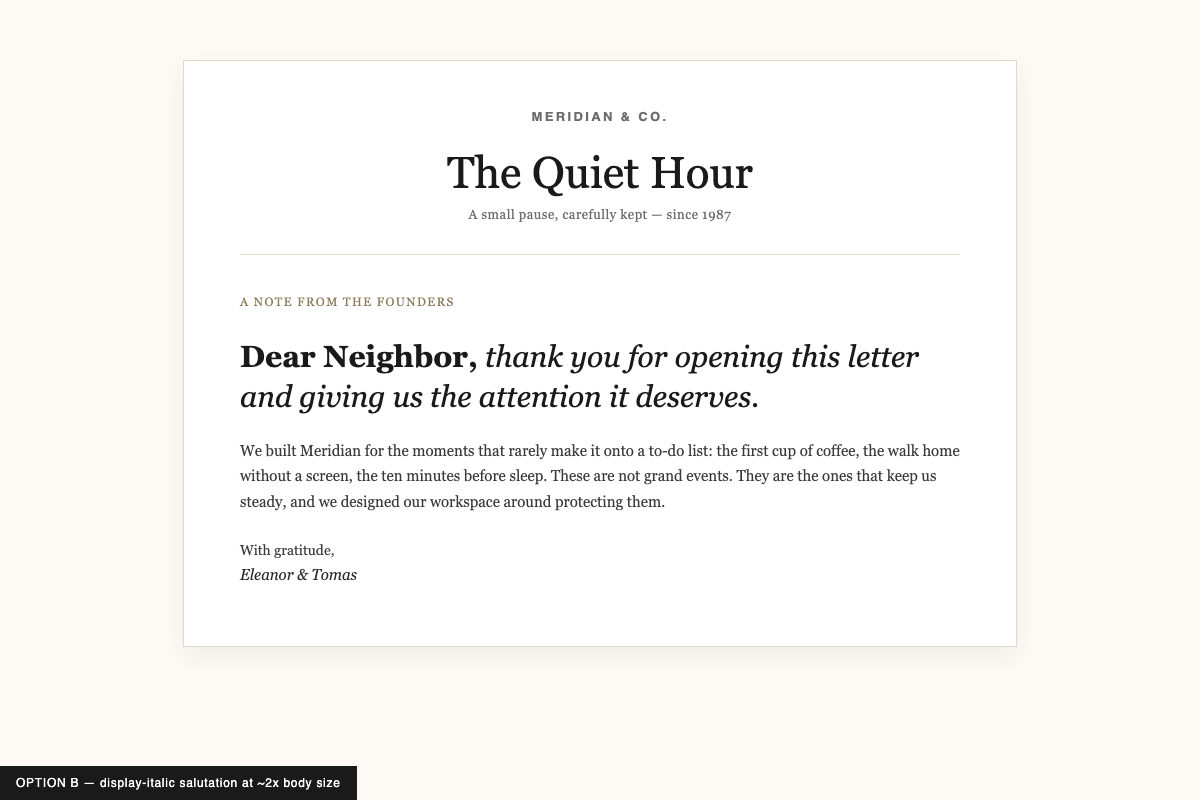 MERIDIAN & CO.
The Quiet Hour
A small pause, carefully kept — since 1987
A NOTE FROM THE FOUNDERS
Dear Neighbor, thank you for opening this letter
and giving us the attention it deserves.
We built Meridian for the moments that rarely make it onto a to-do list: the first cup of coffee, the walk home
without a screen, the ten minutes before sleep. These are not grand events. They are the ones that keep us
steady, and we designed our workspace around protecting them.
With gratitude,
Eleanor & Tomas
OPTION B — display-italic salutation at ~2x body size